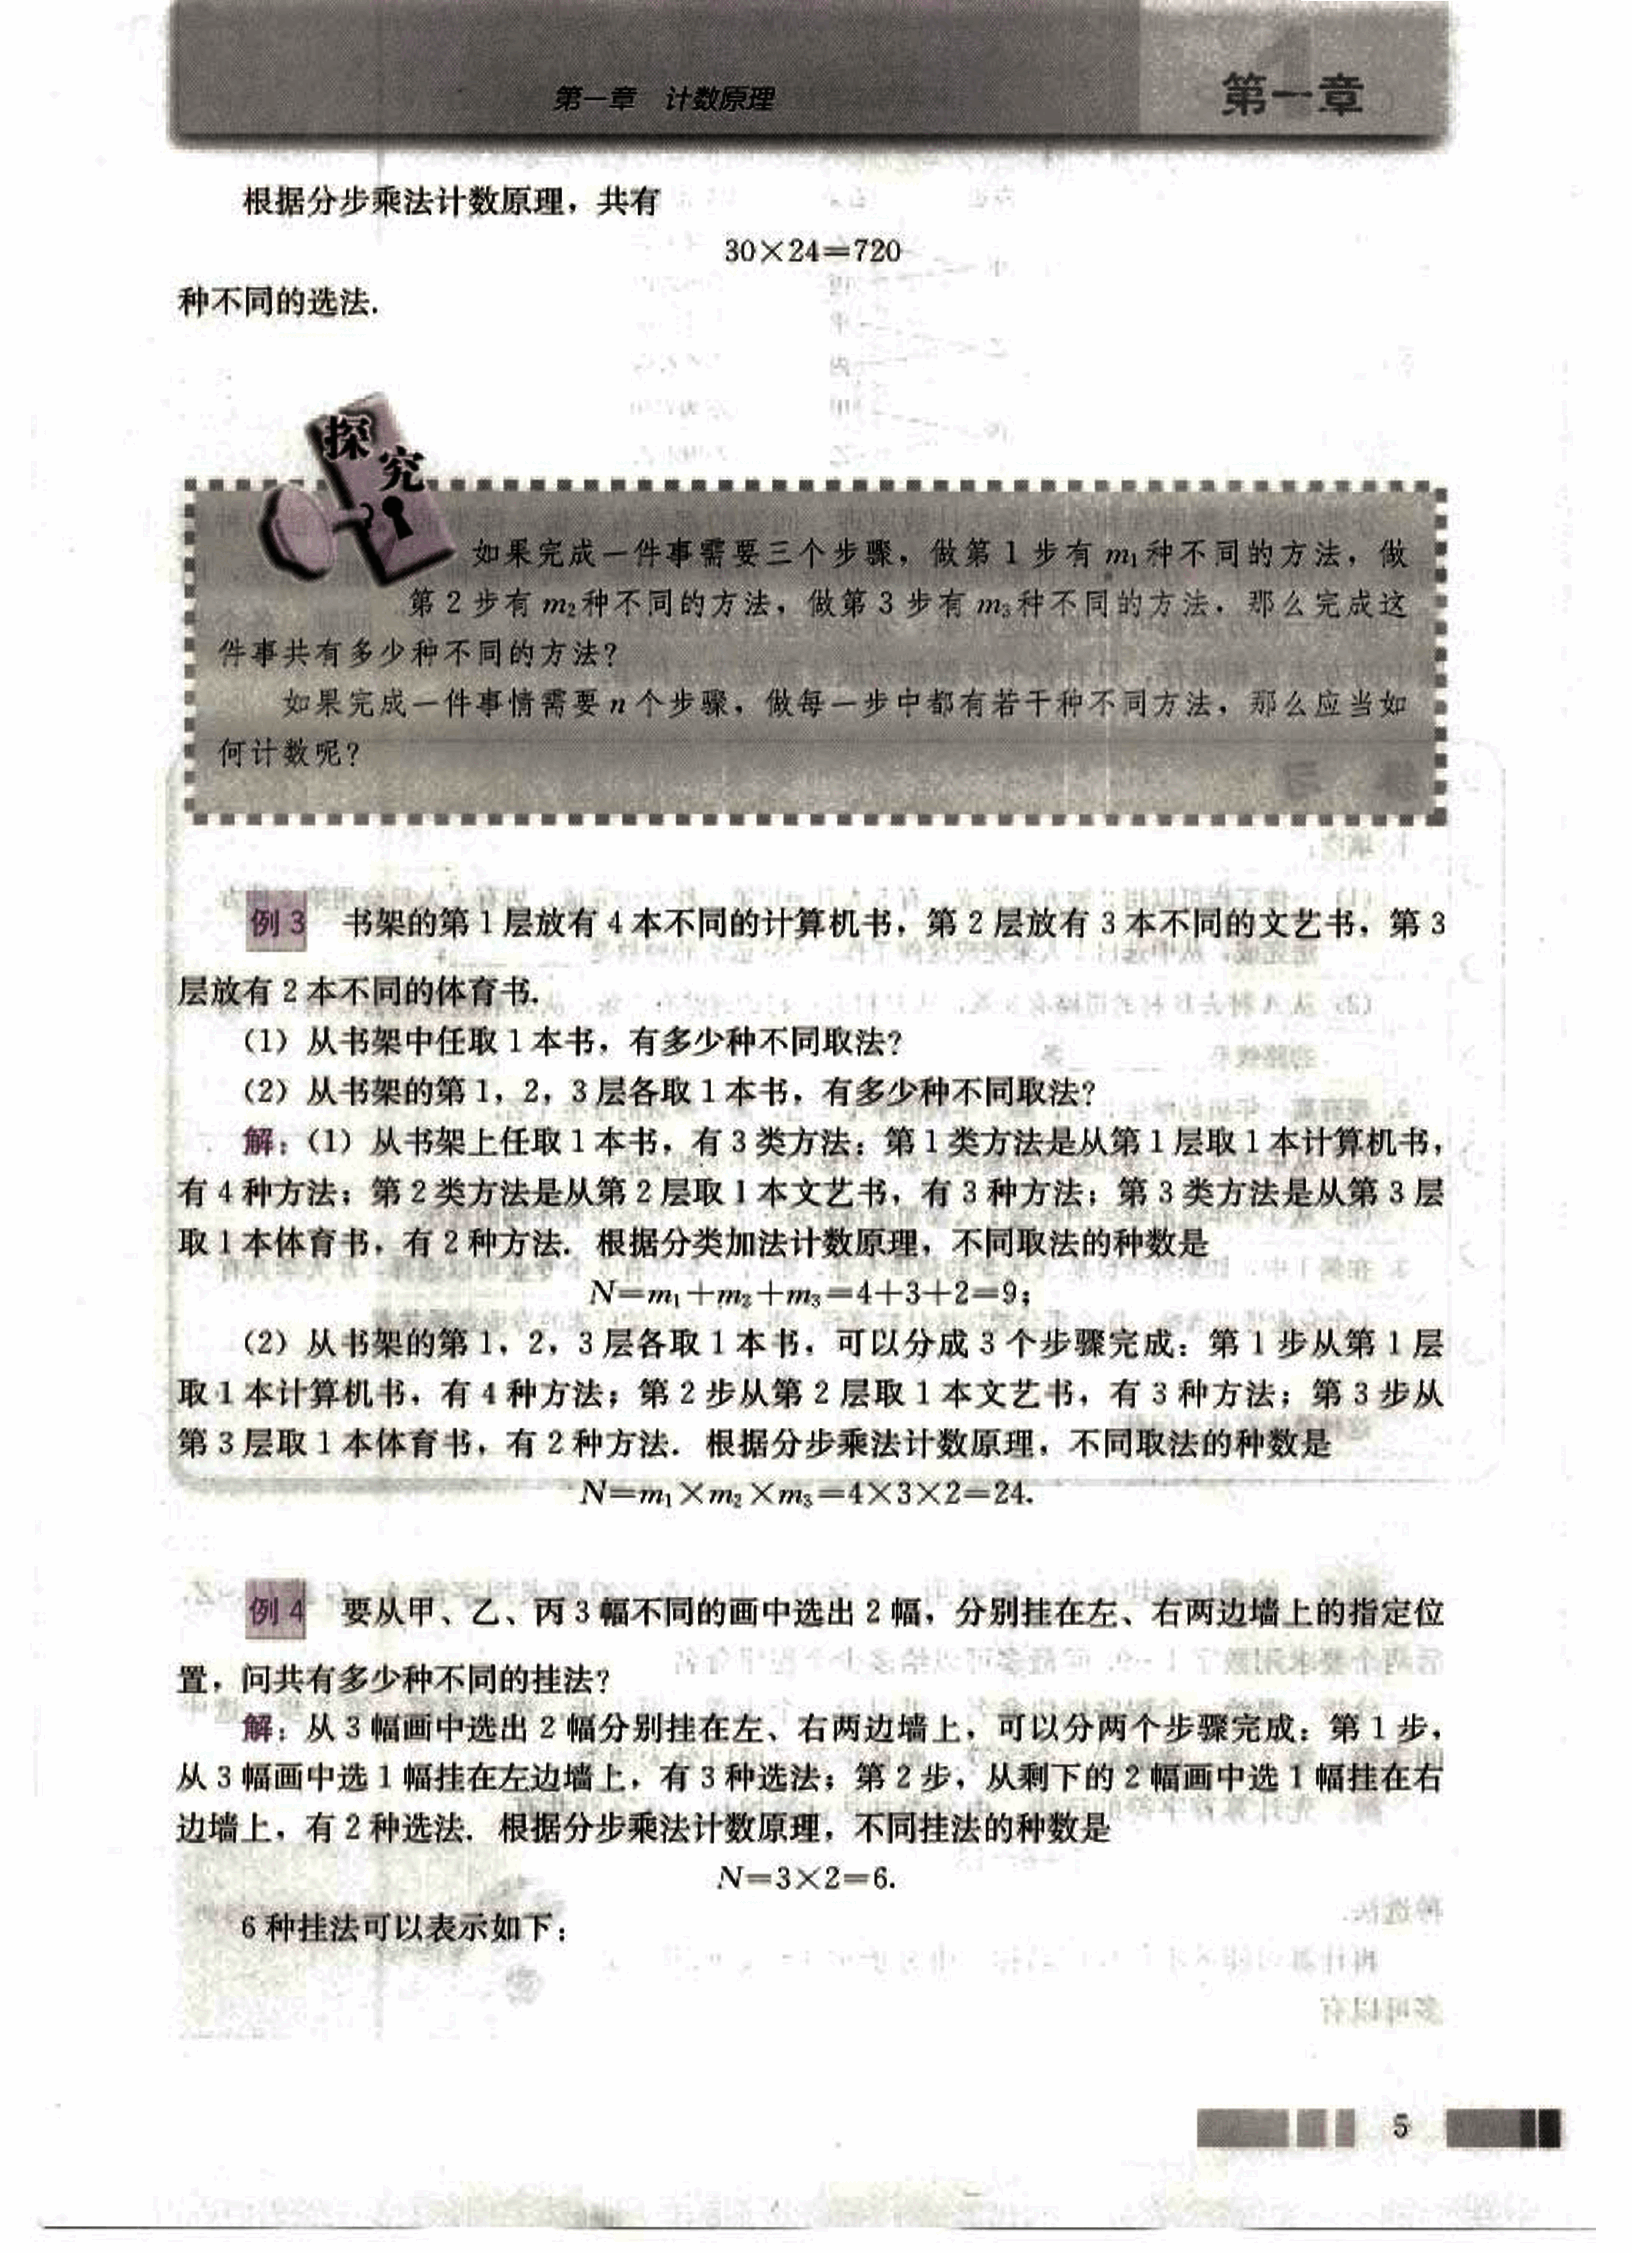 第一章 计数原理
第一章
根据分步乘法计数原理，共有
30×24=720
种不同的选法.
探究
如果完成一件事需要三个步骤，做第 1 步有 m₁种不同的方法，做
第 2 步有 m₂种不同的方法，做第 3 步有 m₃种不同的方法，那么完成这
件事共有多少种不同的方法？
如果完成一件事情需要 n 个步骤，做每一步中都有若干种不同方法，那么应当如
何计数呢？
例 3 书架的第 1 层放有 4 本不同的计算机书，第 2 层放有 3 本不同的文艺书，第 3
层放有 2 本不同的体育书.
（1）从书架中任取 1 本书，有多少种不同取法？
（2）从书架的第 1，2，3 层各取 1 本书，有多少种不同取法？
解：（1）从书架上任取 1 本书，有 3 类方法：第 1 类方法是从第 1 层取 1 本计算机书，
有 4 种方法；第 2 类方法是从第 2 层取 1 本文艺书，有 3 种方法；第 3 类方法是从第 3 层
取 1 本体育书，有 2 种方法. 根据分类加法计数原理，不同取法的种数是
N=m₁+m₂+m₃=4+3+2=9；
（2）从书架的第 1，2，3 层各取 1 本书，可以分成 3 个步骤完成：第 1 步从第 1 层
取 1 本计算机书，有 4 种方法；第 2 步从第 2 层取 1 本文艺书，有 3 种方法；第 3 步从
第 3 层取 1 本体育书，有 2 种方法. 根据分步乘法计数原理，不同取法的种数是
N=m₁×m₂×m₃=4×3×2=24.
例 4 要从甲、乙、丙 3 幅不同的画中选出 2 幅，分别挂在左、右两边墙上的指定位
置，问共有多少种不同的挂法？
解：从 3 幅画中选出 2 幅分别挂在左、右两边墙上，可以分两个步骤完成：第 1 步，
从 3 幅画中选 1 幅挂在左边墙上，有 3 种选法；第 2 步，从剩下的 2 幅画中选 1 幅挂在右
边墙上，有 2 种选法. 根据分步乘法计数原理，不同挂法的种数是
N=3×2=6.
6 种挂法可以表示如下：
5